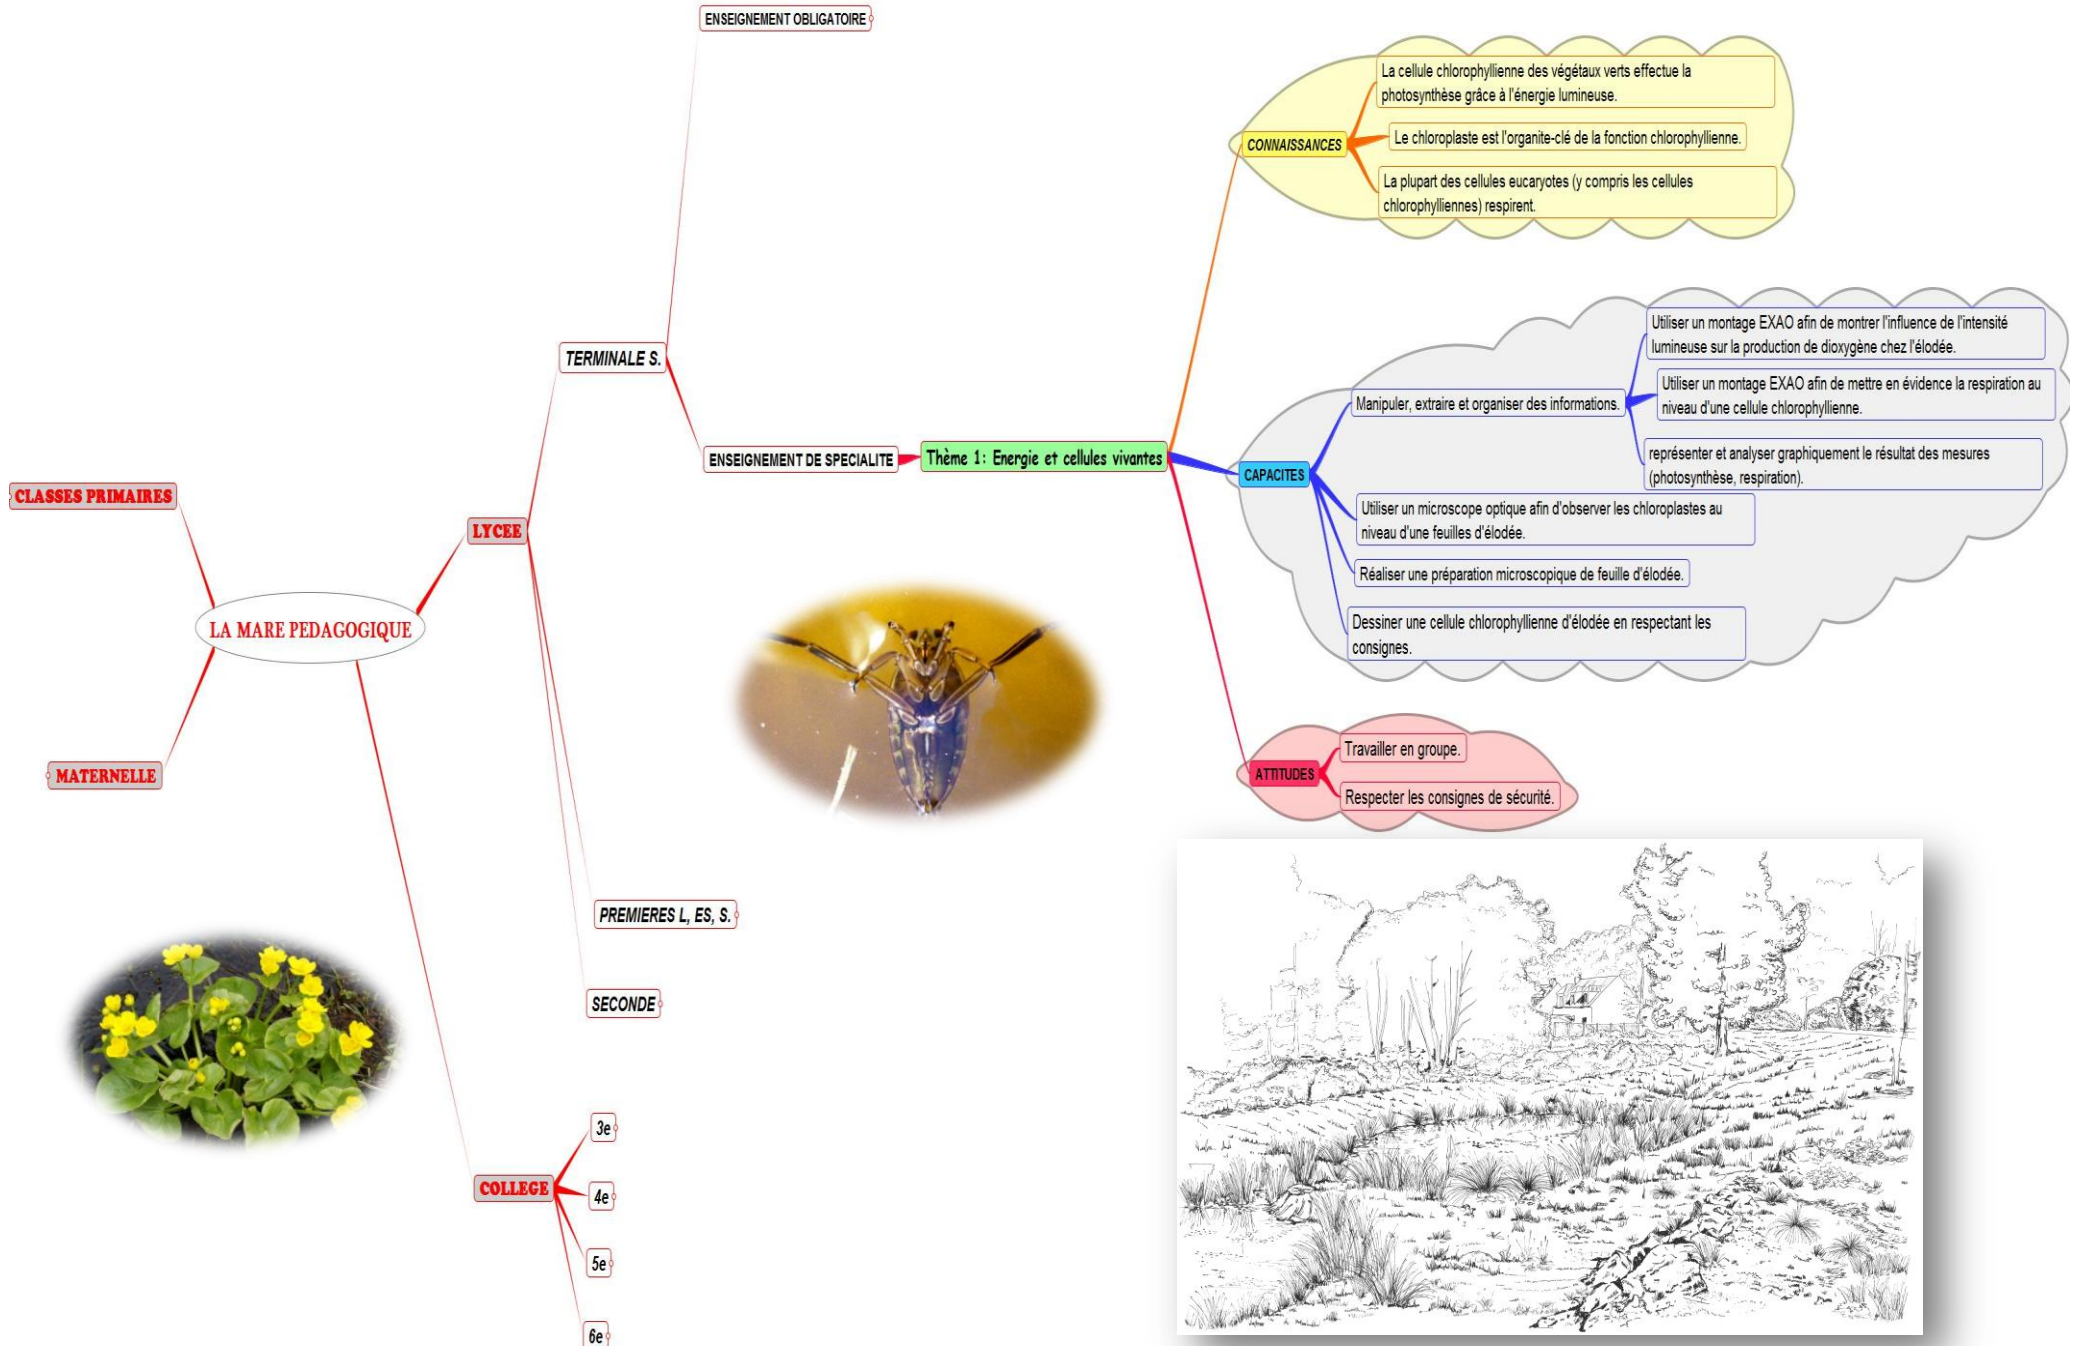 ENSEIGNEMENT OBLIGATOIRE
La cellule chlorophyllienne des végétaux verts effectue la
photosynthèse grâce à l'énergie lumineuse.
CONNAISSANCES
Le chloroplaste est l'organite-clé de la fonction chlorophyllienne.
La plupart des cellules eucaryotes (y compris les cellules
chlorophylliennes) respirent.
TERMINALE S.
ENSEIGNEMENT DE SPECIALITE
Thème 1: Energie et cellules vivantes
CAPACITES
Manipuler, extraire et organiser des informations.
Utiliser un montage EXAO afin de montrer l'influence de l'intensité
lumineuse sur la production de dioxygène chez l'élodée.
Utiliser un montage EXAO afin de mettre en évidence la respiration au
niveau d'une cellule chlorophyllienne.
représenter et analyser graphiquement le résultat des mesures
(photosynthèse, respiration).
Utiliser un microscope optique afin d'observer les chloroplastes au
niveau d'une feuilles d'élodée.
Réaliser une préparation microscopique de feuille d'élodée.
Dessiner une cellule chlorophyllienne d'élodée en respectant les
consignes.
ATTITUDES
Travailler en groupe.
Respecter les consignes de sécurité.
CLASSES PRIMAIRES
LYCEE
LA MARE PEDAGOGIQUE
MATERNELLE
PREMIERES L, ES, S.
SECONDE
COLLEGE
3e
4e
5e
6e